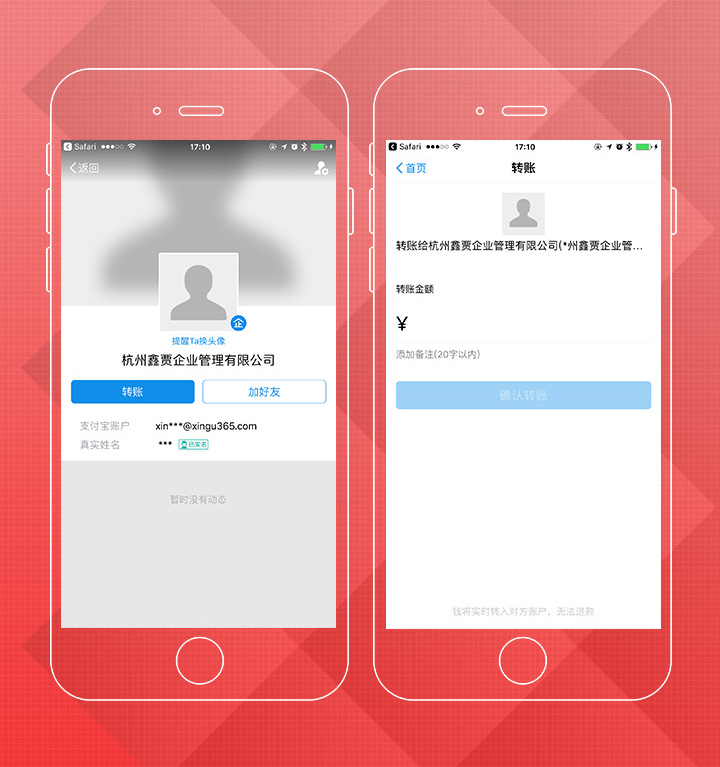 Safari 17:10
返回
企
提醒Ta换头像
杭州鑫贾企业管理有限公司
转账 加好友
支付宝账户 xin***@xingu365.com
真实姓名 *** 已实名
暂时没有动态
Safari 17:10
首页 转账
转账给杭州鑫贾企业管理有限公司(*州鑫贾企业管...
转账金额
¥
添加备注(20字以内)
确认转账
钱将实时转入对方账户，无法退款